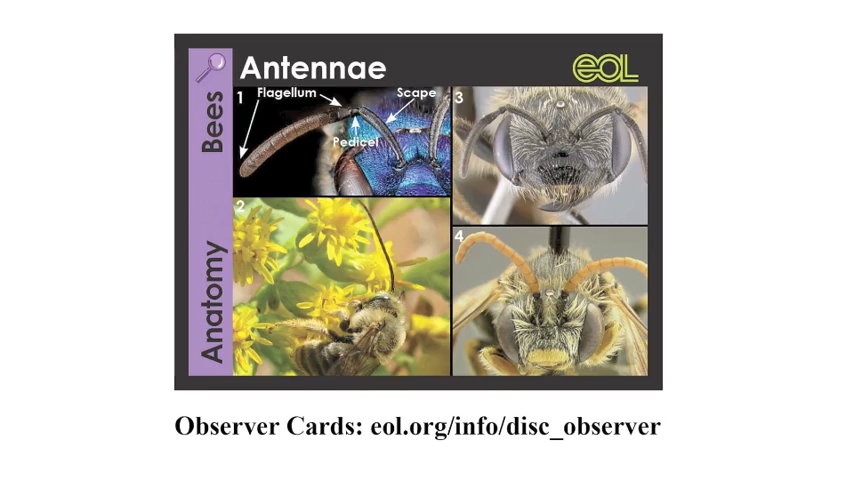 Antennae
eol
Bees
Anatomy
1
Flagellum
Scape
Pedicel
2
3
4
Observer Cards: eol.org/info/disc_observer